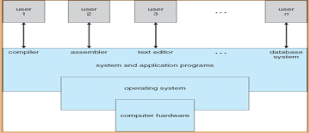 user 1
user 2
user 3
. . .
user n
compiler
assembler
text editor
. . .
database system
system and application programs
operating system
computer hardware